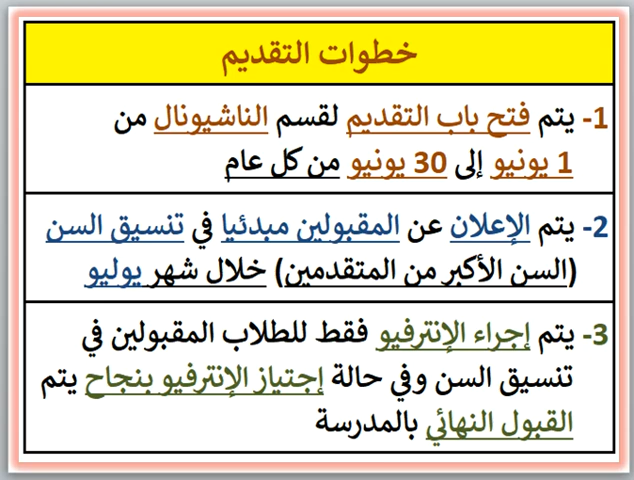 خطوات التقديم
1- يتم فتح باب التقديم لقسم الناشيونال من
1 يونيو إلى 30 يونيو من كل عام
2- يتم الإعلان عن المقبولين مبدئيا في تنسيق السن
(السن الأكبر من المتقدمين) خلال شهر يوليو
3- يتم إجراء الإنترفيو فقط للطلاب المقبولين في
تنسيق السن وفي حالة إجتياز الإنترفيو بنجاح يتم
القبول النهائي بالمدرسة